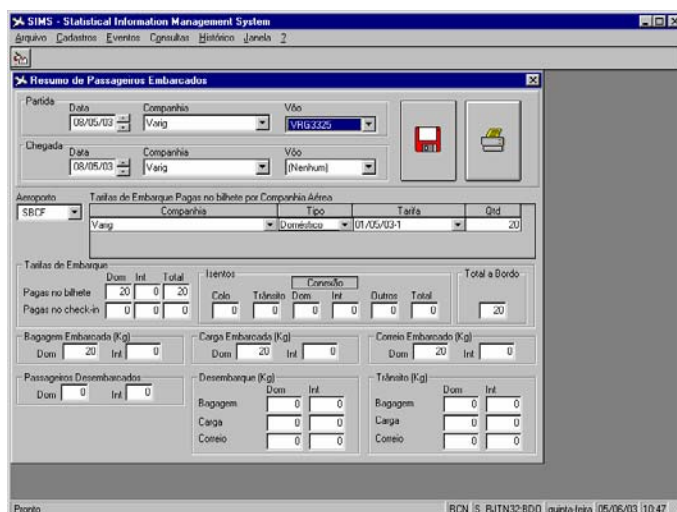 SIMS - Statistical Information Management System
Arquivo Cadastros Eventos Consultas Histórico Janela ?
Resumo de Passageiros Embarcados
Partida
Data Companhia Vôo
08/05/03 Varig VRG3325
Chegada
Data Companhia Vôo
08/05/03 Varig (Nenhum)
Aeroporto Tarifas de Embarque Pagas no bilhete por Companhia Aérea
SBCF Companhia Tipo Tarifa Qtd
Varig Doméstico 01/05/03-1 20
Tarifas de Embarque Isentos Total a Bordo
Dom Int Total Conexão
Pagas no bilhete 20 0 20 Colo Trânsito Dom Int Outros Total
Pagas no check-in 0 0 0 0 0 0 0 0 0 20
Bagagem Embarcada (Kg) Carga Embarcada (Kg) Correio Embarcado (Kg)
Dom 20 Int 0 Dom 20 Int 0 Dom 20 Int 0
Passageiros Desembarcados Desembarque (Kg) Trânsito (Kg)
Dom 0 Int 0 Dom Int Dom Int
Bagagem 0 0 Bagagem 0 0
Carga 0 0 Carga 0 0
Correio 0 0 Correio 0 0
Pronto BCN S quinta-feira 05/06/03 10:47